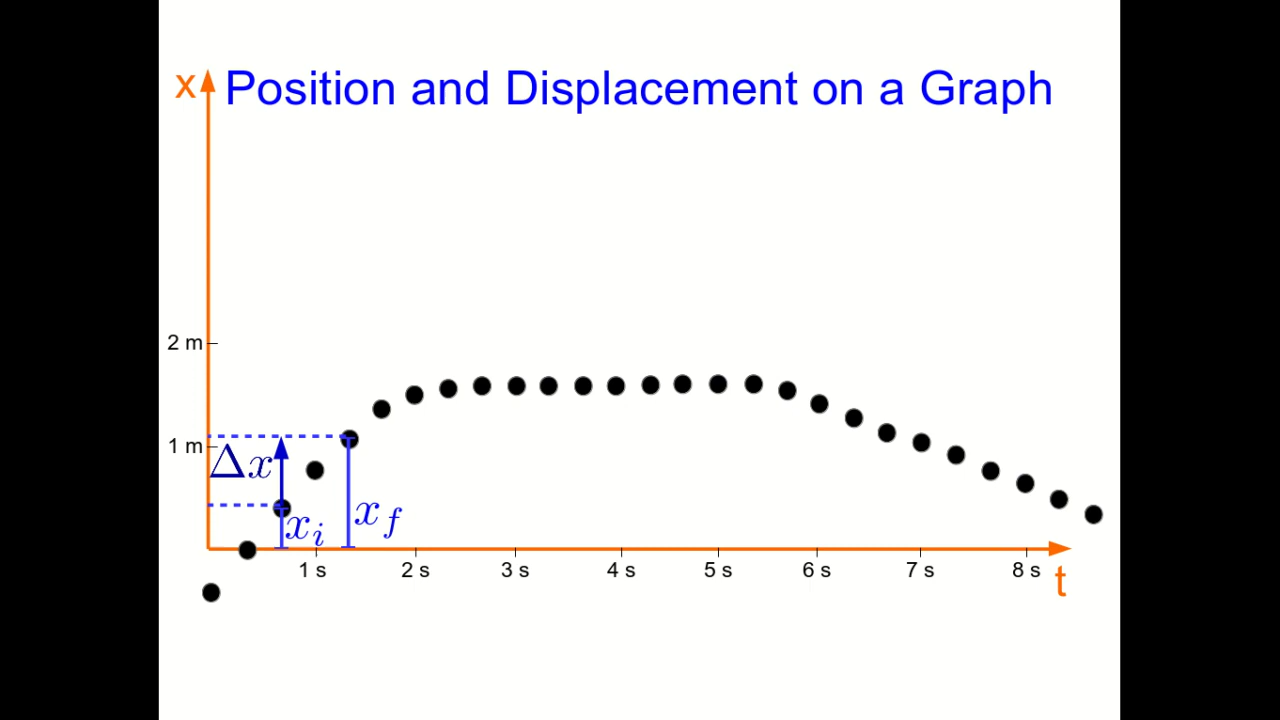 x Position and Displacement on a Graph
2 m
1 m
Δx
x_i
x_f
1 s 2 s 3 s 4 s 5 s 6 s 7 s 8 s
t